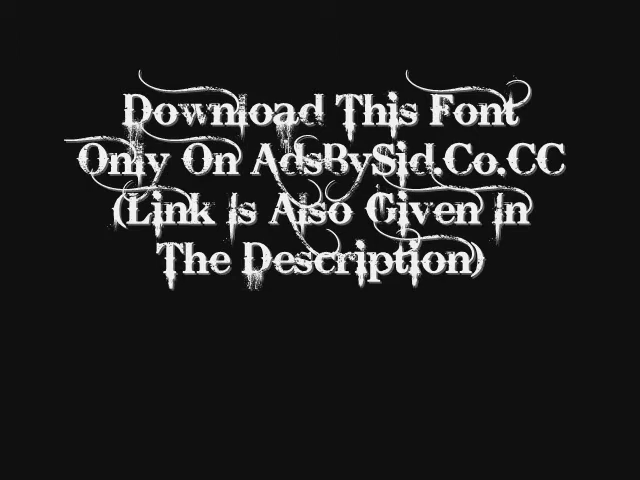 Download This Font
Only On AdsBySid.Co.CC
(Link Is Also Given In
The Description)